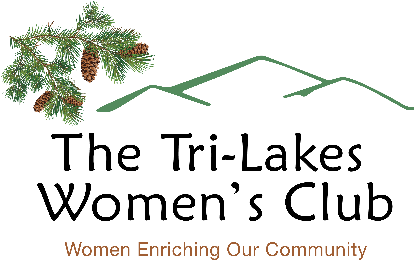 The Tri-Lakes
Women's Club
Women Enriching Our Community